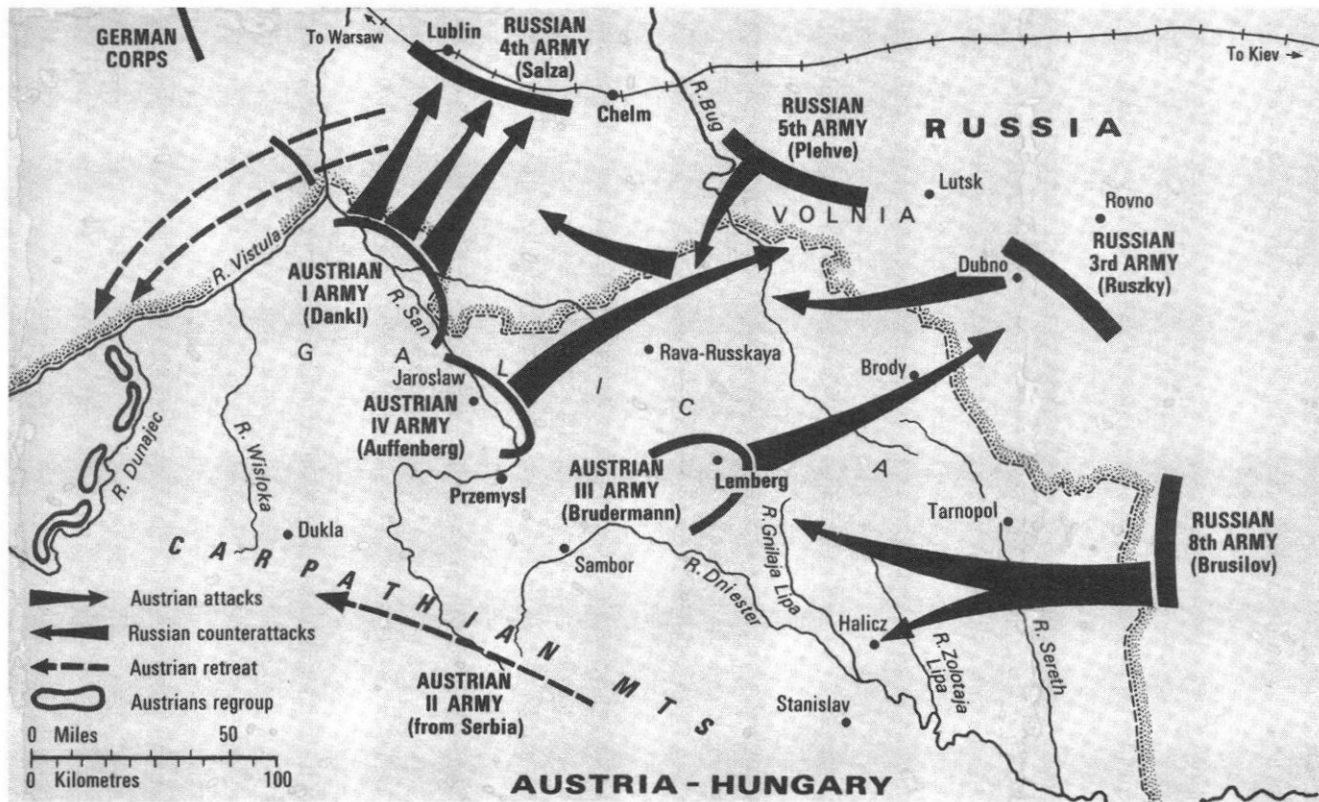 GERMAN
CORPS
To Warsaw
Lublin
RUSSIAN
4th ARMY
(Salza)
To Kiev
Chelm
R. Bug
RUSSIAN
5th ARMY
(Plehve)
RUSSIA
Lutsk
VOLNIA
Rovno
RUSSIAN
3rd ARMY
(Ruszky)
Dubno
R. Vistula
AUSTRIAN
I ARMY
(Dankl)
R. San
GALICIA
Jaroslaw
Rava-Russkaya
Brody
AUSTRIAN
IV ARMY
(Auffenberg)
R. Dunajec
R. Wisloka
Przemysl
AUSTRIAN
III ARMY
(Brudermann)
Lemberg
R. Gnilaja Lipa
Tarnopol
RUSSIAN
8th ARMY
(Brusilov)
Dukla
CARPATHIAN MTS
Sambor
R. Dniester
Halicz
R. Zolotaja
Lipa
R. Sereth
Stanislav
AUSTRIAN
II ARMY
(from Serbia)
Austrian attacks
Russian counterattacks
Austrian retreat
Austrians regroup
0 Miles 50
0 Kilometres 100
AUSTRIA - HUNGARY